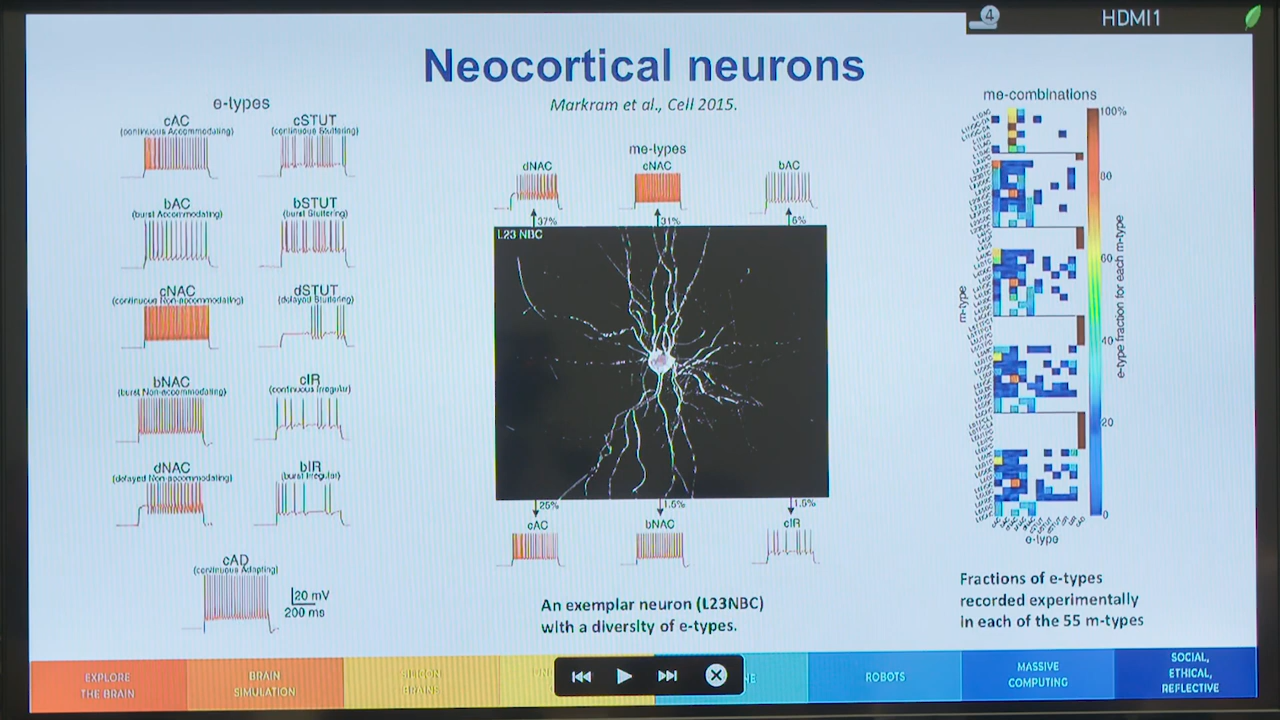 4 HDMI1
Neocortical neurons
Markram et al., Cell 2015.
e-types
cAC
(continuous Accommodating)
cSTUT
(continuous Stuttering)
bAC
(burst Accommodating)
bSTUT
(burst Stuttering)
cNAC
(continuous Non-accommodating)
dSTUT
(delayed Stuttering)
bNAC
(burst Non-accommodating)
cIR
(continuous Irregular)
dNAC
(delayed Non-accommodating)
bIR
(burst Irregular)
cAD
(continuous Adapting)
20 mV
200 ms
me-types
dNAC
cNAC
bAC
37%
31%
6%
L23 NBC
25%
1.5%
1.5%
cAC
bNAC
cIR
An exemplar neuron (L23NBC)
with a diversity of e-types.
me-combinations
100%
80
60
40
20
0
m-type
e-type fraction for each m-type
e-type
Fractions of e-types
recorded experimentally
in each of the 55 m-types
EXPLORE
THE BRAIN
BRAIN
SIMULATION
SILICON
BRAINS
ROBOTS
MASSIVE
COMPUTING
SOCIAL,
ETHICAL,
REFLECTIVE